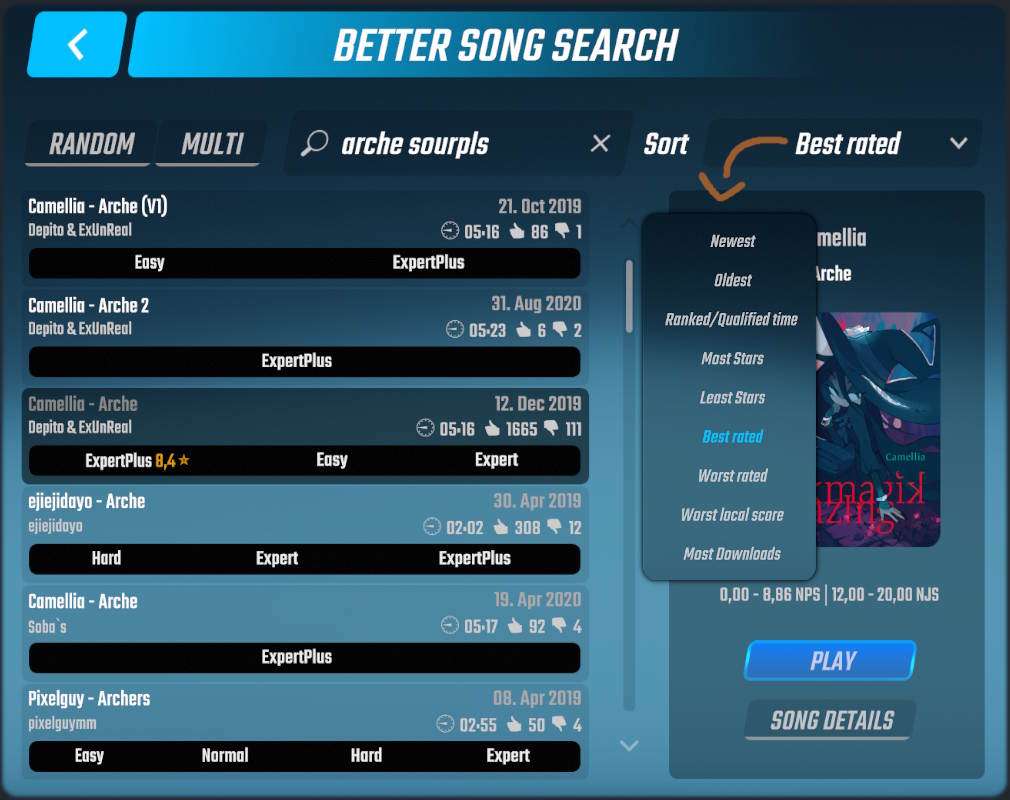 BETTER SONG SEARCH
RANDOM MULTI arche sourpls Sort Best rated
Camellia - Arche (V1) 21. Oct 2019
Depito & ExUnReal 05:16 86 1
Easy ExpertPlus
Camellia - Arche 2 31. Aug 2020
Depito & ExUnReal 05:23 6 2
ExpertPlus
Camellia - Arche 12. Dec 2019
Depito & ExUnReal 05:16 1665 111
ExpertPlus 8,4 Easy Expert
ejiejidayo - Arche 30. Apr 2019
ejiejidayo 02:02 308 12
Hard Expert ExpertPlus
Camellia - Arche 19. Apr 2020
Soba`s 05:17 92 4
ExpertPlus
Pixelguy - Archers 08. Apr 2019
pixelguymm 02:55 50 4
Easy Normal Hard Expert
Newest
Oldest
Ranked/Qualified time
Most Stars
Least Stars
Best rated
Worst rated
Worst local score
Most Downloads
mellia
Arche
Camellia
kmagik
zing
0,00 - 8,86 NPS | 12,00 - 20,00 NJS
PLAY
SONG DETAILS